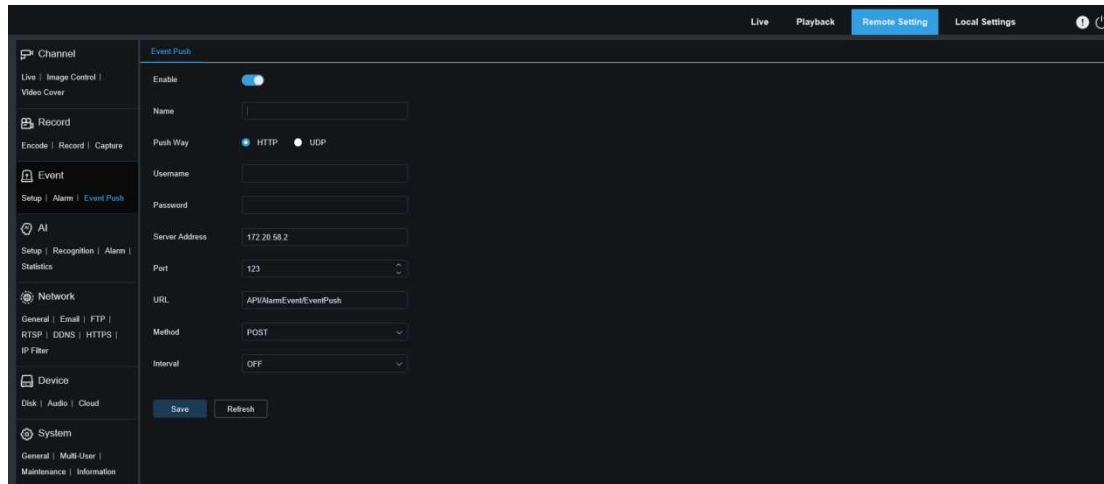 Live Playback Remote Setting Local Settings
Channel
Live | Image Control |
Video Cover
Record
Encode | Record | Capture
Event
Setup | Alarm | Event Push
AI
Setup | Recognition | Alarm |
Statistics
Network
General | Email | FTP |
RTSP | DDNS | HTTPS |
IP Filter
Device
Disk | Audio | Cloud
System
General | Multi-User |
Maintenance | Information
Event Push
Enable
Name
Push Way HTTP UDP
Username
Password
Server Address 172.20.58.2
Port 123
URL API/AlarmEvent/EventPush
Method POST
Interval OFF
Save Refresh